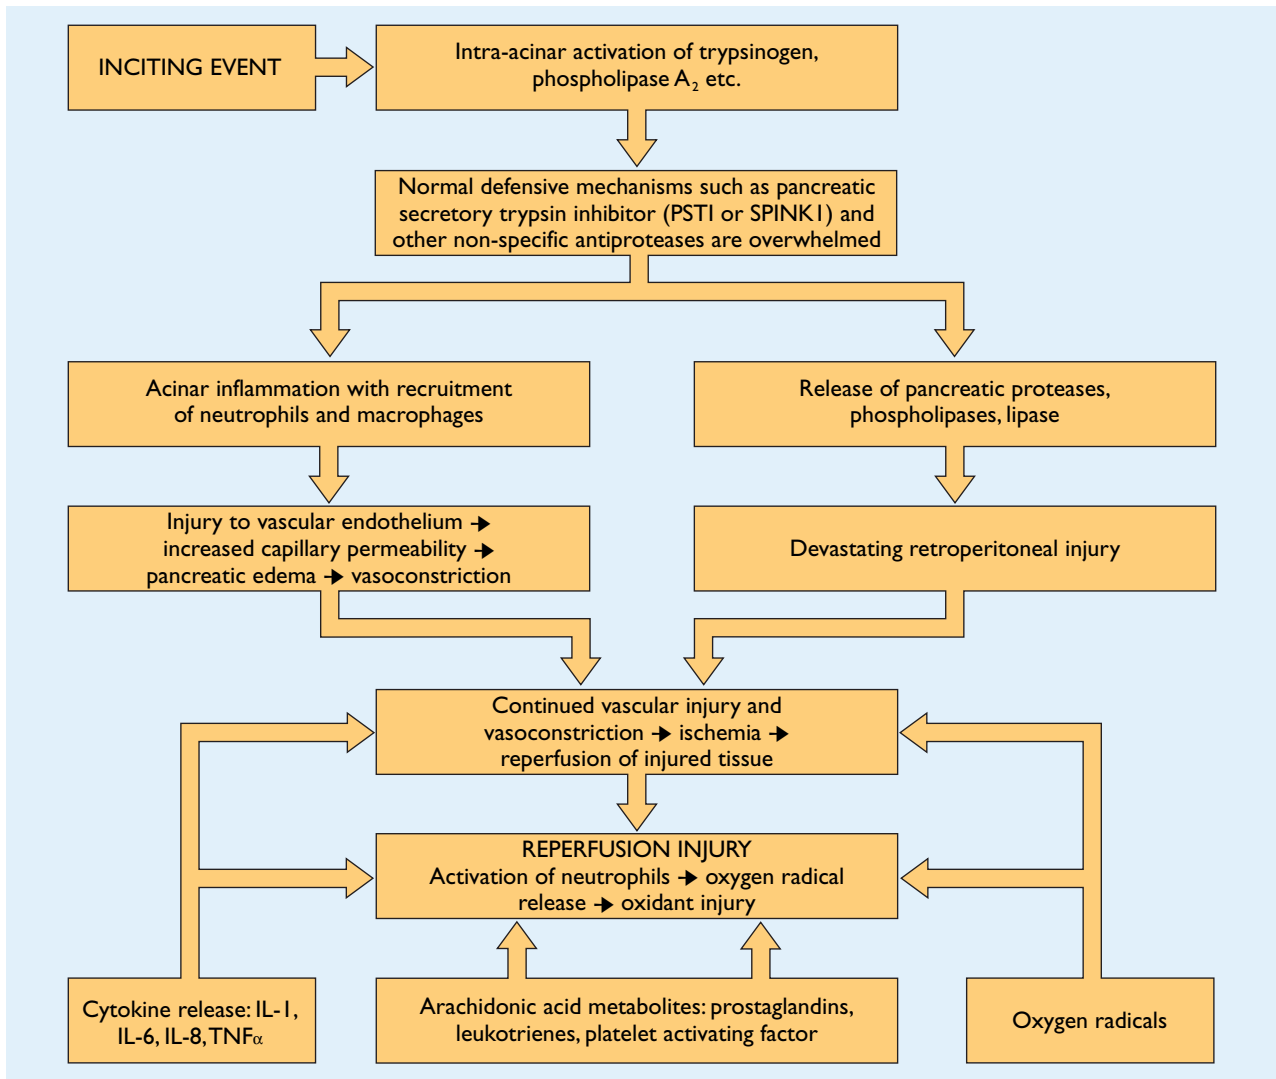 INCITING EVENT
Intra-acinar activation of trypsinogen,
phospholipase A₂ etc.
Normal defensive mechanisms such as pancreatic
secretory trypsin inhibitor (PSTI or SPINK1) and
other non-specific antiproteases are overwhelmed
Acinar inflammation with recruitment
of neutrophils and macrophages
Release of pancreatic proteases,
phospholipases, lipase
Injury to vascular endothelium →
increased capillary permeability →
pancreatic edema → vasoconstriction
Devastating retroperitoneal injury
Continued vascular injury and
vasoconstriction → ischemia →
reperfusion of injured tissue
REPERFUSION INJURY
Activation of neutrophils → oxygen radical
release → oxidant injury
Cytokine release: IL-1,
IL-6, IL-8, TNFα
Arachidonic acid metabolites: prostaglandins,
leukotrienes, platelet activating factor
Oxygen radicals